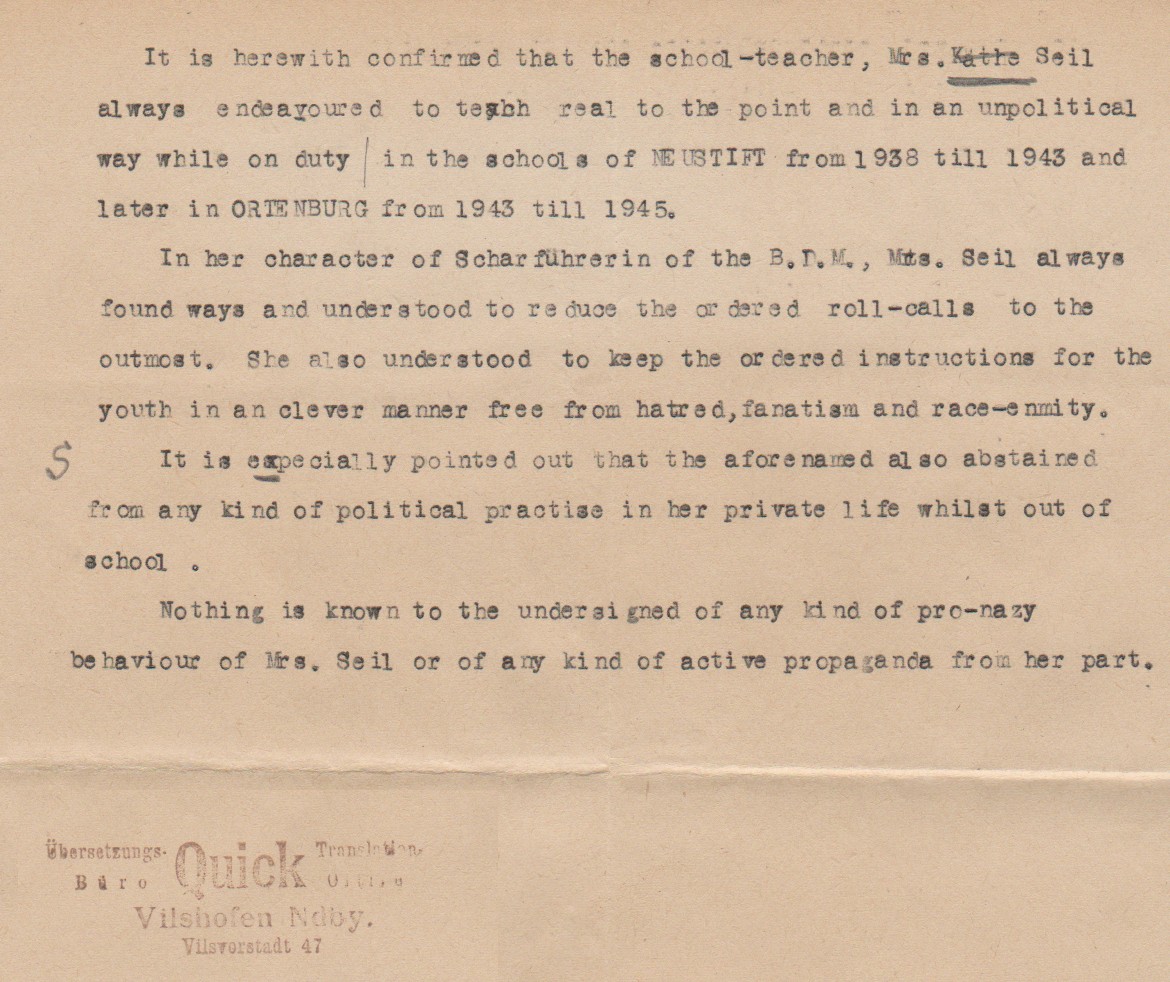 It is herewith confirmed that the school-teacher, Mrs. Kathe Seil
always endeavoured to teach real to the point and in an unpolitical
way while on duty / in the schools of NEUSTIFT from 1938 till 1943 and
later in ORTENBURG from 1943 till 1945.
In her character of Scharführerin of the B.D.M., Mrs. Seil always
found ways and understood to reduce the ordered roll-calls to the
outmost. She also understood to keep the ordered instructions for the
youth in an clever manner free from hatred, fanatism and race-enmity.
S It is especially pointed out that the aforenamed also abstained
from any kind of political practise in her private life whilst out of
school .
Nothing is known to the undersigned of any kind of pro-nazy
behaviour of Mrs. Seil or of any kind of active propaganda from her part.
Übersetzungs- Quick Translation-
Büro Office
Vilshofen Ndby.
Vilsvorstadt 47